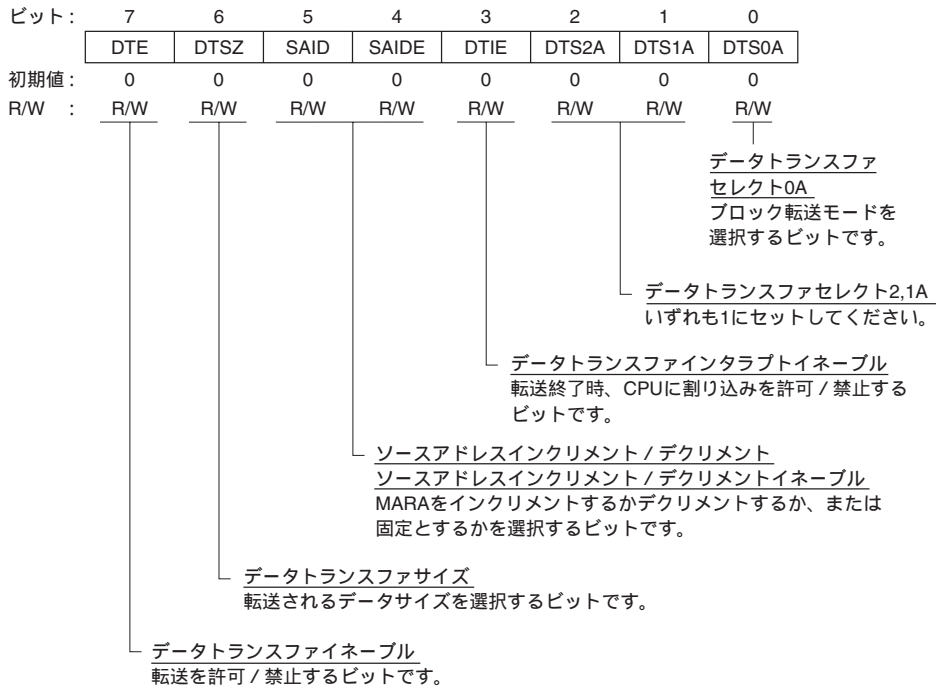 ビット : 7 6 5 4 3 2 1 0
DTE DTSZ SAID SAIDE DTIE DTS2A DTS1A DTS0A
初期値 : 0 0 0 0 0 0 0 0
R/W : R/W R/W R/W R/W R/W R/W R/W R/W
データトランスファ
セレクト0A
ブロック転送モードを
選択するビットです。
データトランスファセレクト2,1A
いずれも1にセットしてください。
データトランスファインタラプトイネーブル
転送終了時、CPUに割り込みを許可 / 禁止する
ビットです。
ソースアドレスインクリメント / デクリメント
ソースアドレスインクリメント / デクリメントイネーブル
MARAをインクリメントするかデクリメントするか、または
固定とするかを選択するビットです。
データトランスファサイズ
転送されるデータサイズを選択するビットです。
データトランスファイネーブル
転送を許可 / 禁止するビットです。